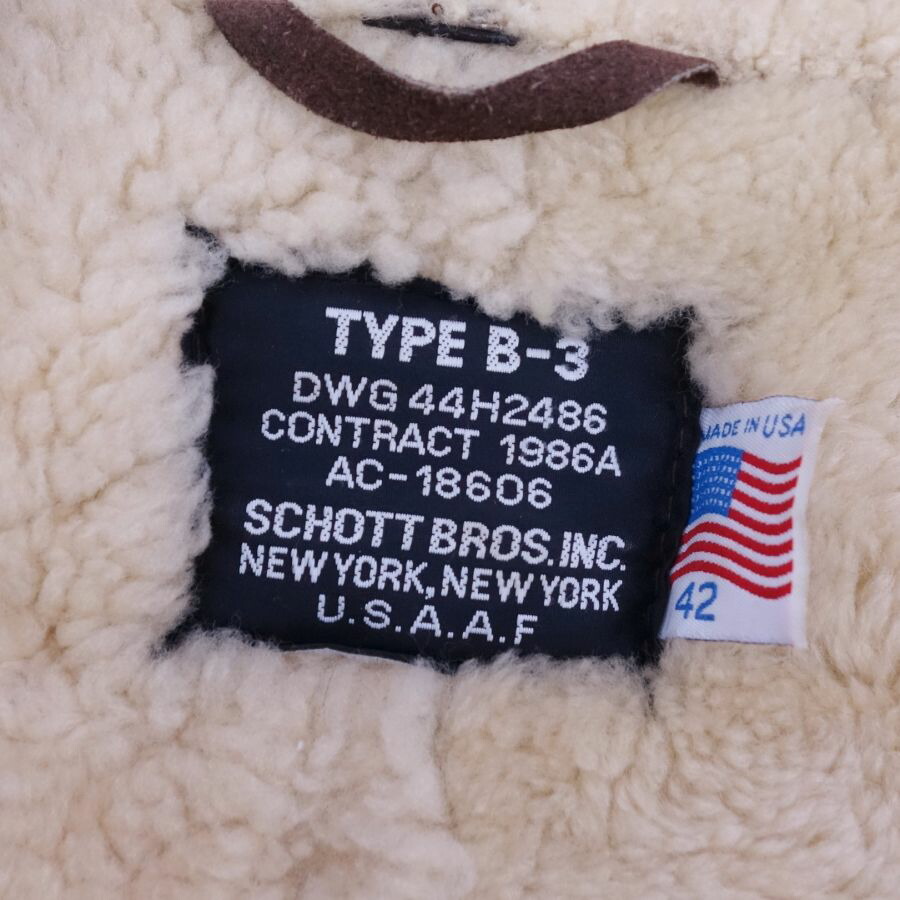 TYPE B-3
DWG 44H2486
CONTRACT 1986A
AC-18606
SCHOTT BROS.INC.
NEW YORK, NEW YORK
U.S.A.A.F
MADE IN USA
42